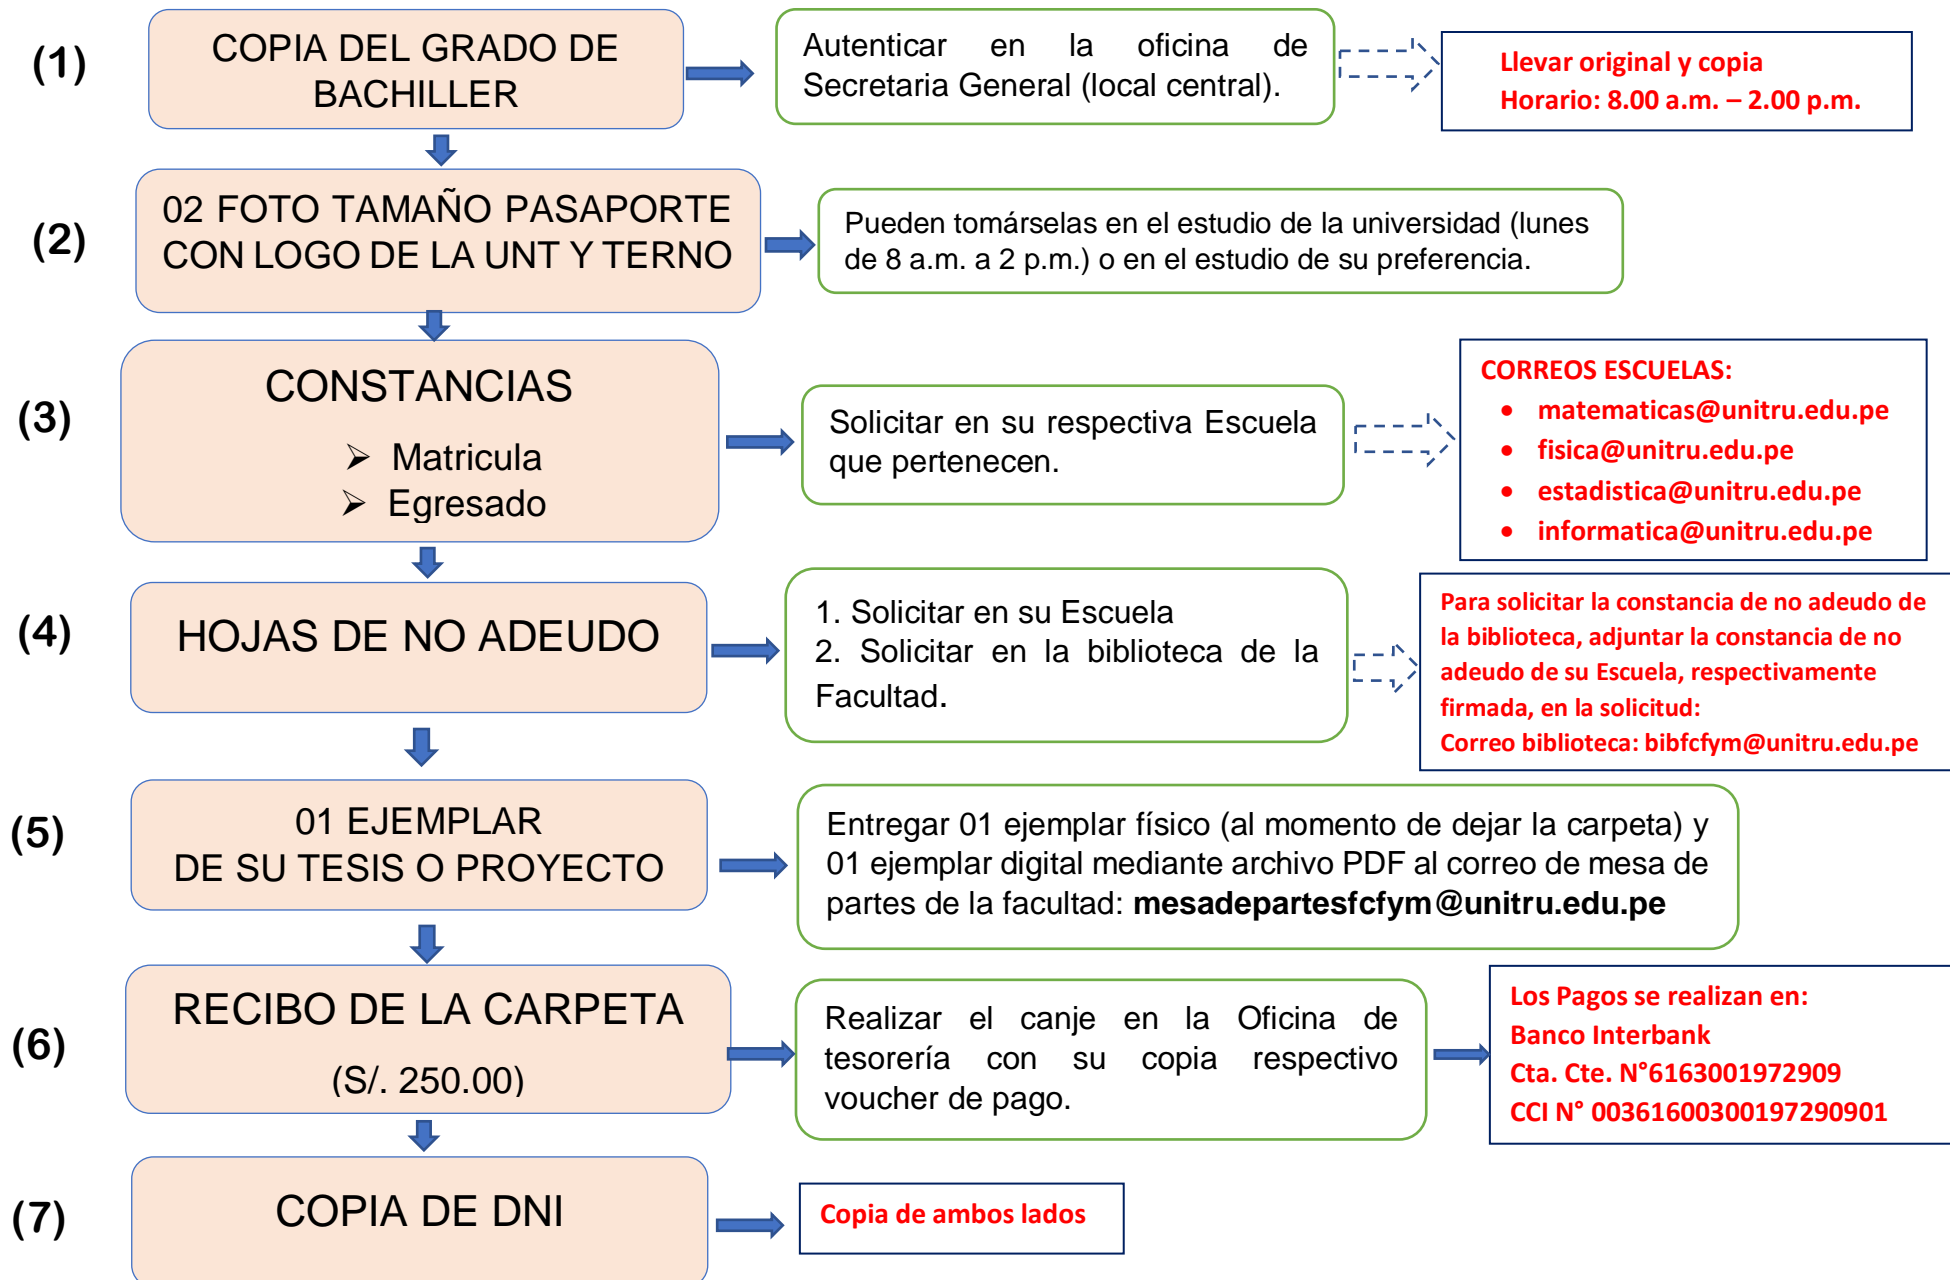 (1)
COPIA DEL GRADO DE
BACHILLER
Autenticar en la oficina de
Secretaria General (local central).
Llevar original y copia
Horario: 8.00 a.m. – 2.00 p.m.
(2)
02 FOTO TAMAÑO PASAPORTE
CON LOGO DE LA UNT Y TERNO
Pueden tomárselas en el estudio de la universidad (lunes
de 8 a.m. a 2 p.m.) o en el estudio de su preferencia.
(3)
CONSTANCIAS
➢ Matricula
➢ Egresado
Solicitar en su respectiva Escuela
que pertenecen.
CORREOS ESCUELAS:
• matematicas@unitru.edu.pe
• fisica@unitru.edu.pe
• estadistica@unitru.edu.pe
• informatica@unitru.edu.pe
(4)
HOJAS DE NO ADEUDO
1. Solicitar en su Escuela
2. Solicitar en la biblioteca de la
Facultad.
Para solicitar la constancia de no adeudo de
la biblioteca, adjuntar la constancia de no
adeudo de su Escuela, respectivamente
firmada, en la solicitud:
Correo biblioteca: bibfcfym@unitru.edu.pe
(5)
01 EJEMPLAR
DE SU TESIS O PROYECTO
Entregar 01 ejemplar físico (al momento de dejar la carpeta) y
01 ejemplar digital mediante archivo PDF al correo de mesa de
partes de la facultad: mesadepartesfcfym@unitru.edu.pe
(6)
RECIBO DE LA CARPETA
(S/. 250.00)
Realizar el canje en la Oficina de
tesorería con su copia respectivo
voucher de pago.
Los Pagos se realizan en:
Banco Interbank
Cta. Cte. N°6163001972909
CCI N° 00361600300197290901
(7)
COPIA DE DNI
Copia de ambos lados